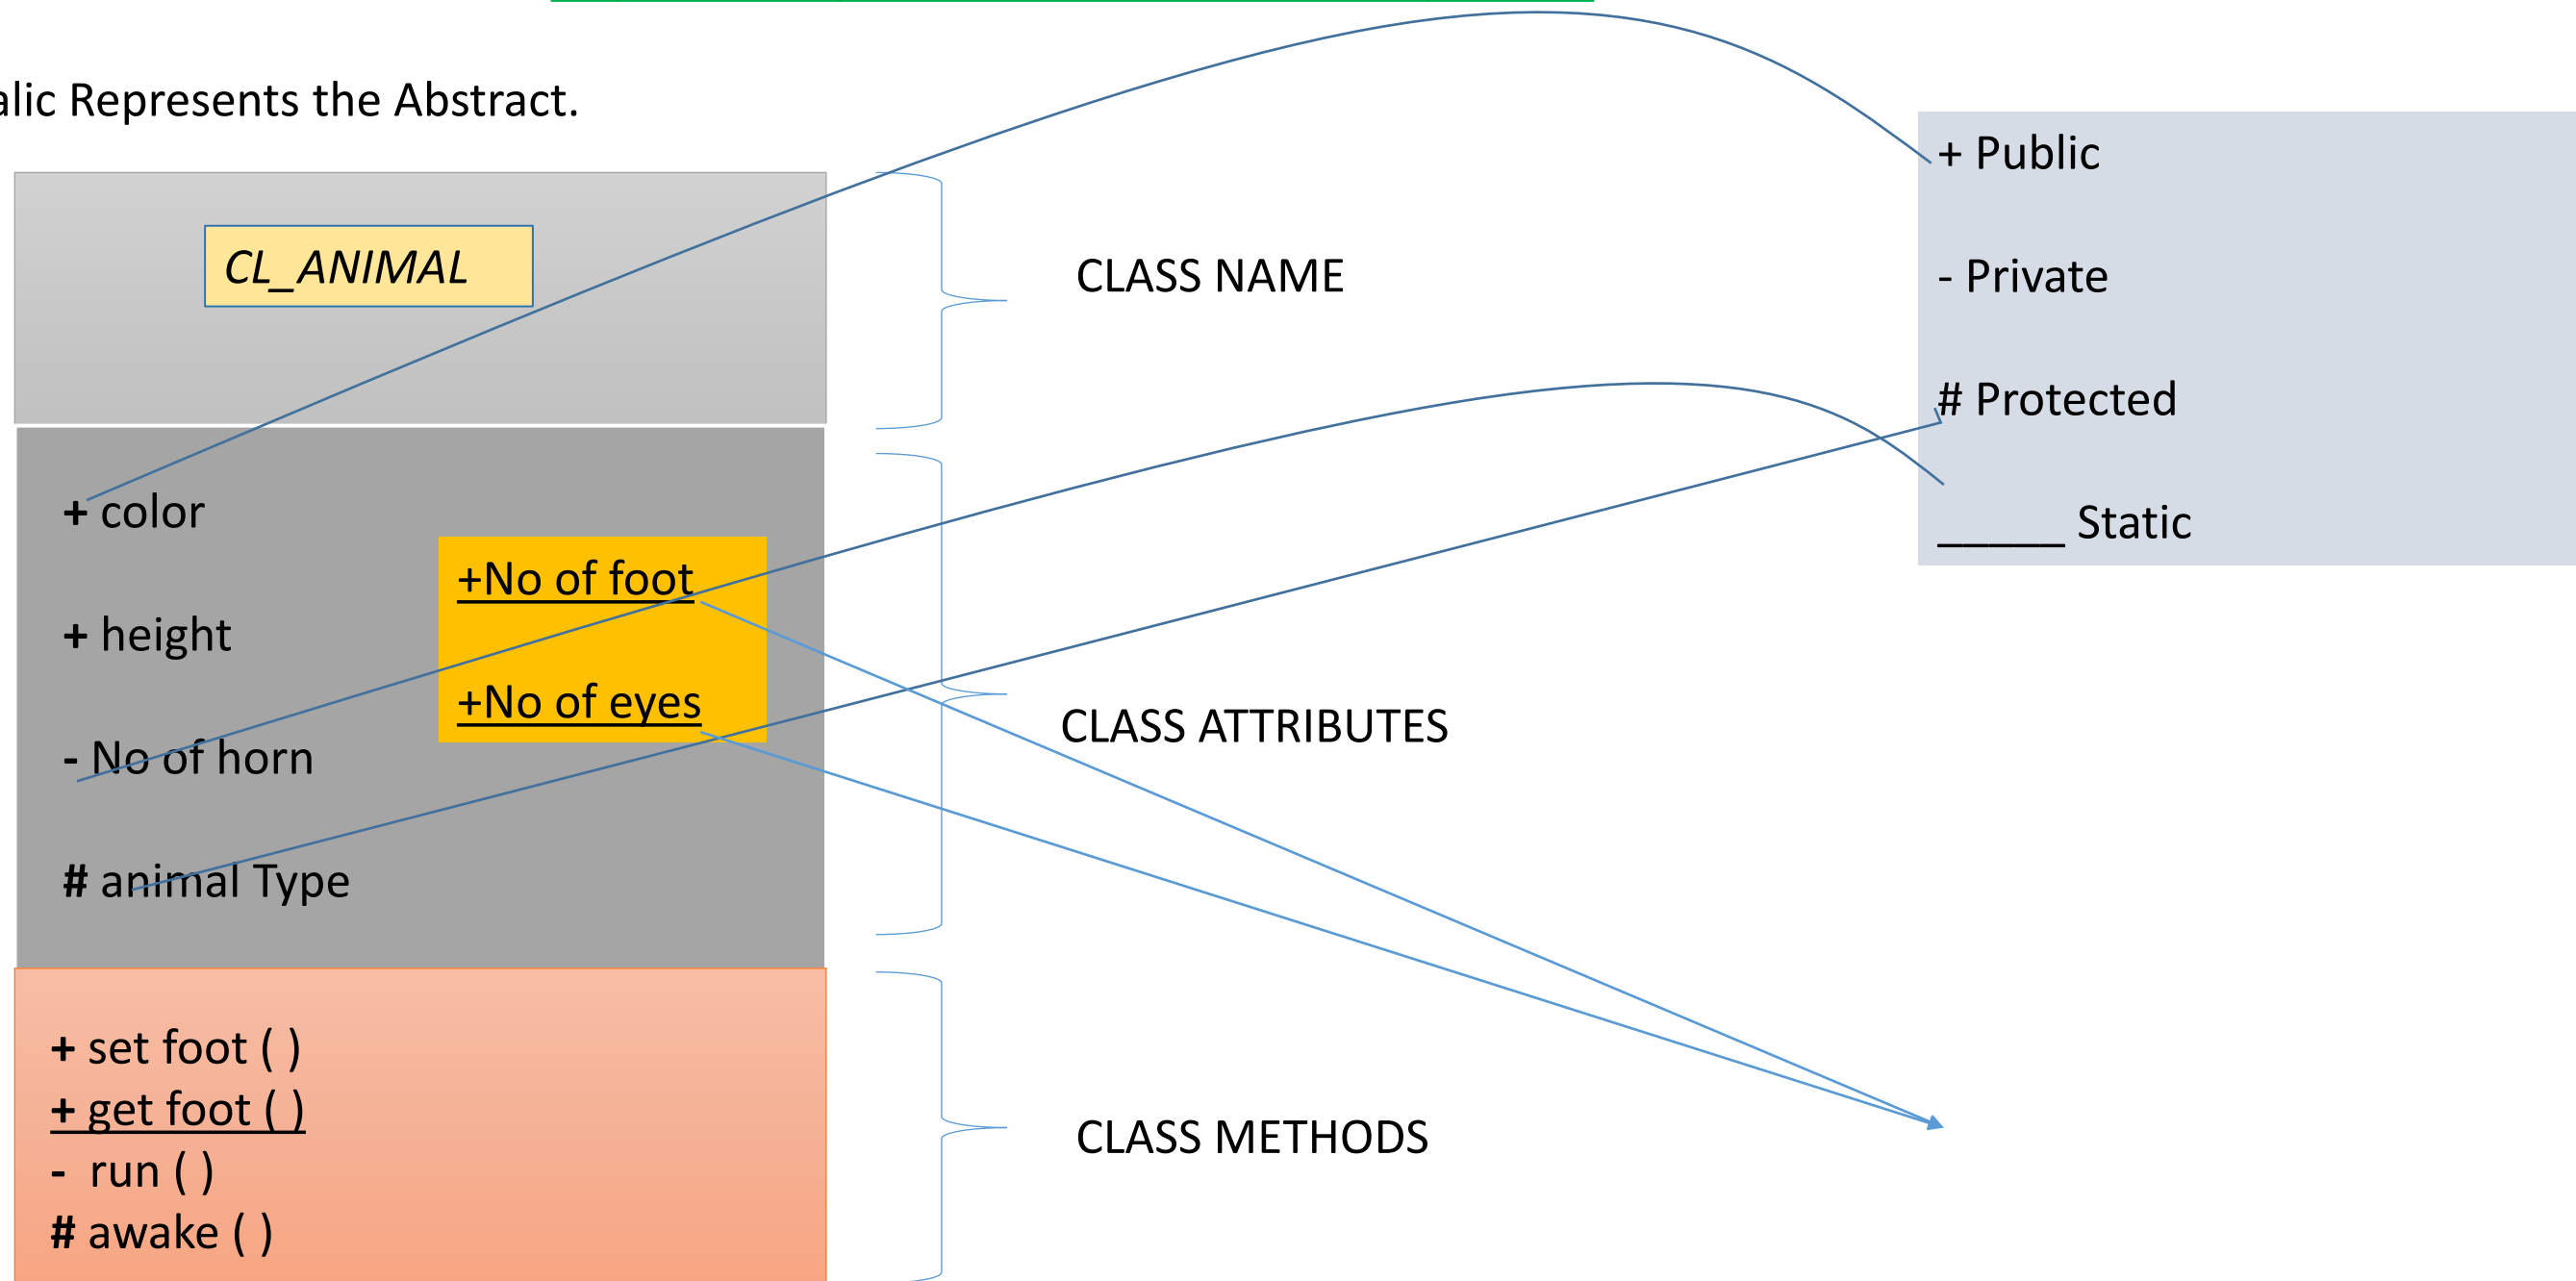 alic Represents the Abstract.
CL_ANIMAL
CLASS NAME
+ color
+ height
- No of horn
# animal Type
+No of foot
+No of eyes
CLASS ATTRIBUTES
+ set foot ( )
+ get foot ( )
- run ( )
# awake ( )
CLASS METHODS
+ Public
- Private
# Protected
_____ Static